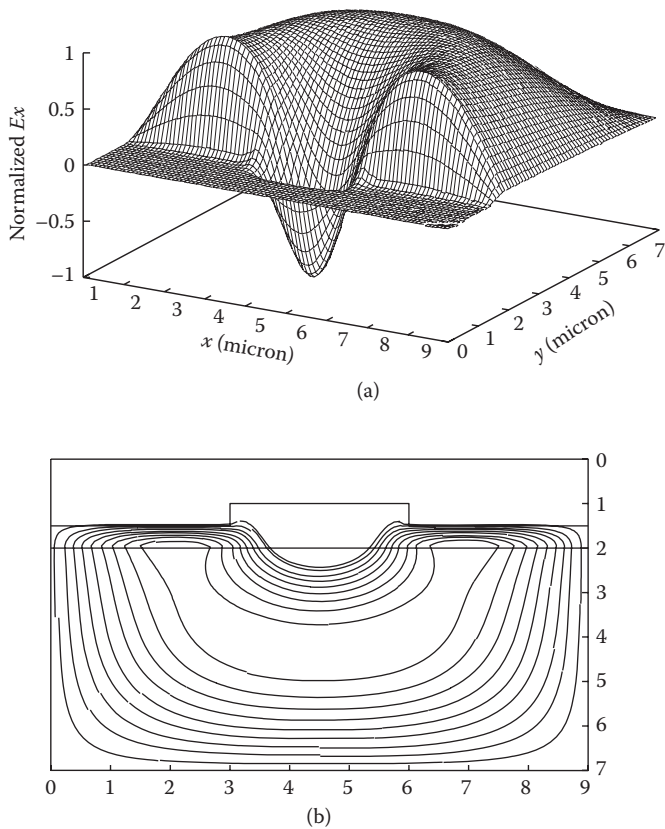 1
0.5
0
−0.5
−1
Normalized Ex
1 2 3 4 5 6 7 8 9
x (micron)
0 1 2 3 4 5 6 7
y (micron)
(a)
0
1
2
3
4
5
6
7
0 1 2 3 4 5 6 7 8 9
(b)